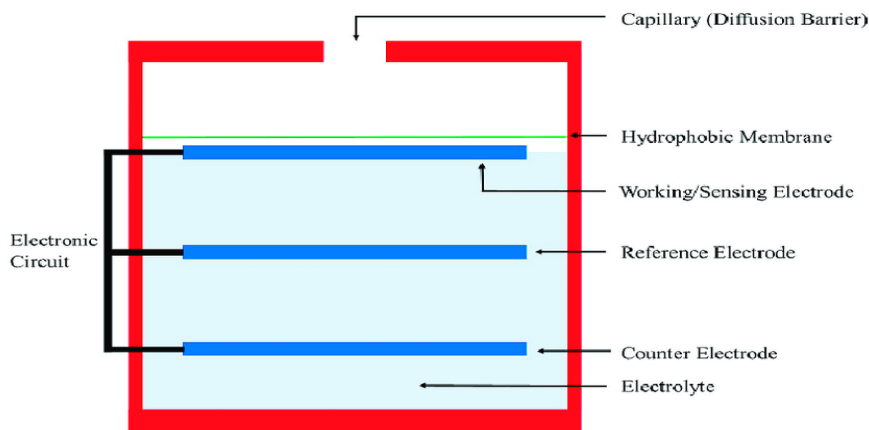 Capillary (Diffusion Barrier)
Hydrophobic Membrane
Working/Sensing Electrode
Electronic
Circuit
Reference Electrode
Counter Electrode
Electrolyte